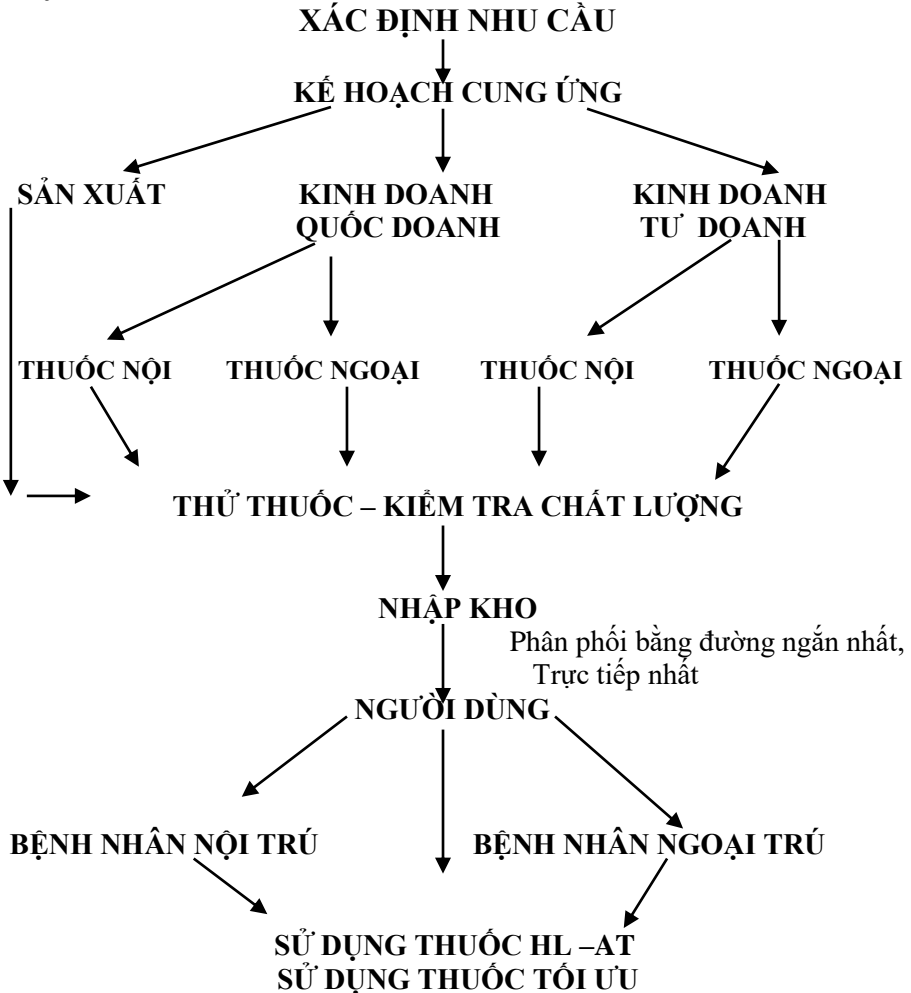 XÁC ĐỊNH NHU CẦU
KẾ HOẠCH CUNG ỨNG
SẢN XUẤT
KINH DOANH
QUỐC DOANH
KINH DOANH
TƯ DOANH
THUỐC NỘI
THUỐC NGOẠI
THUỐC NỘI
THUỐC NGOẠI
THỬ THUỐC – KIỂM TRA CHẤT LƯỢNG
NHẬP KHO
Phân phối bằng đường ngắn nhất,
Trực tiếp nhất
NGƯỜI DÙNG
BỆNH NHÂN NỘI TRÚ
BỆNH NHÂN NGOẠI TRÚ
SỬ DỤNG THUỐC HL –AT
SỬ DỤNG THUỐC TỐI ƯU